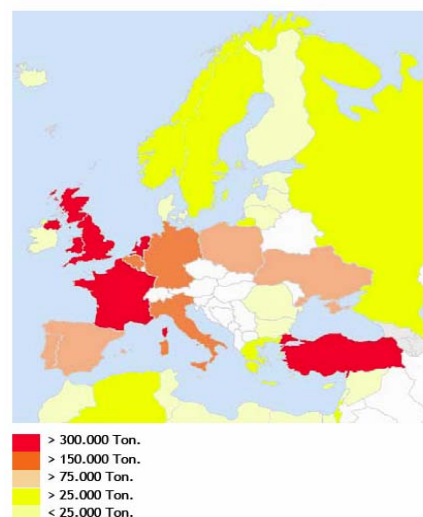 > 300.000 Ton.
> 150.000 Ton.
> 75.000 Ton.
> 25.000 Ton.
< 25.000 Ton.